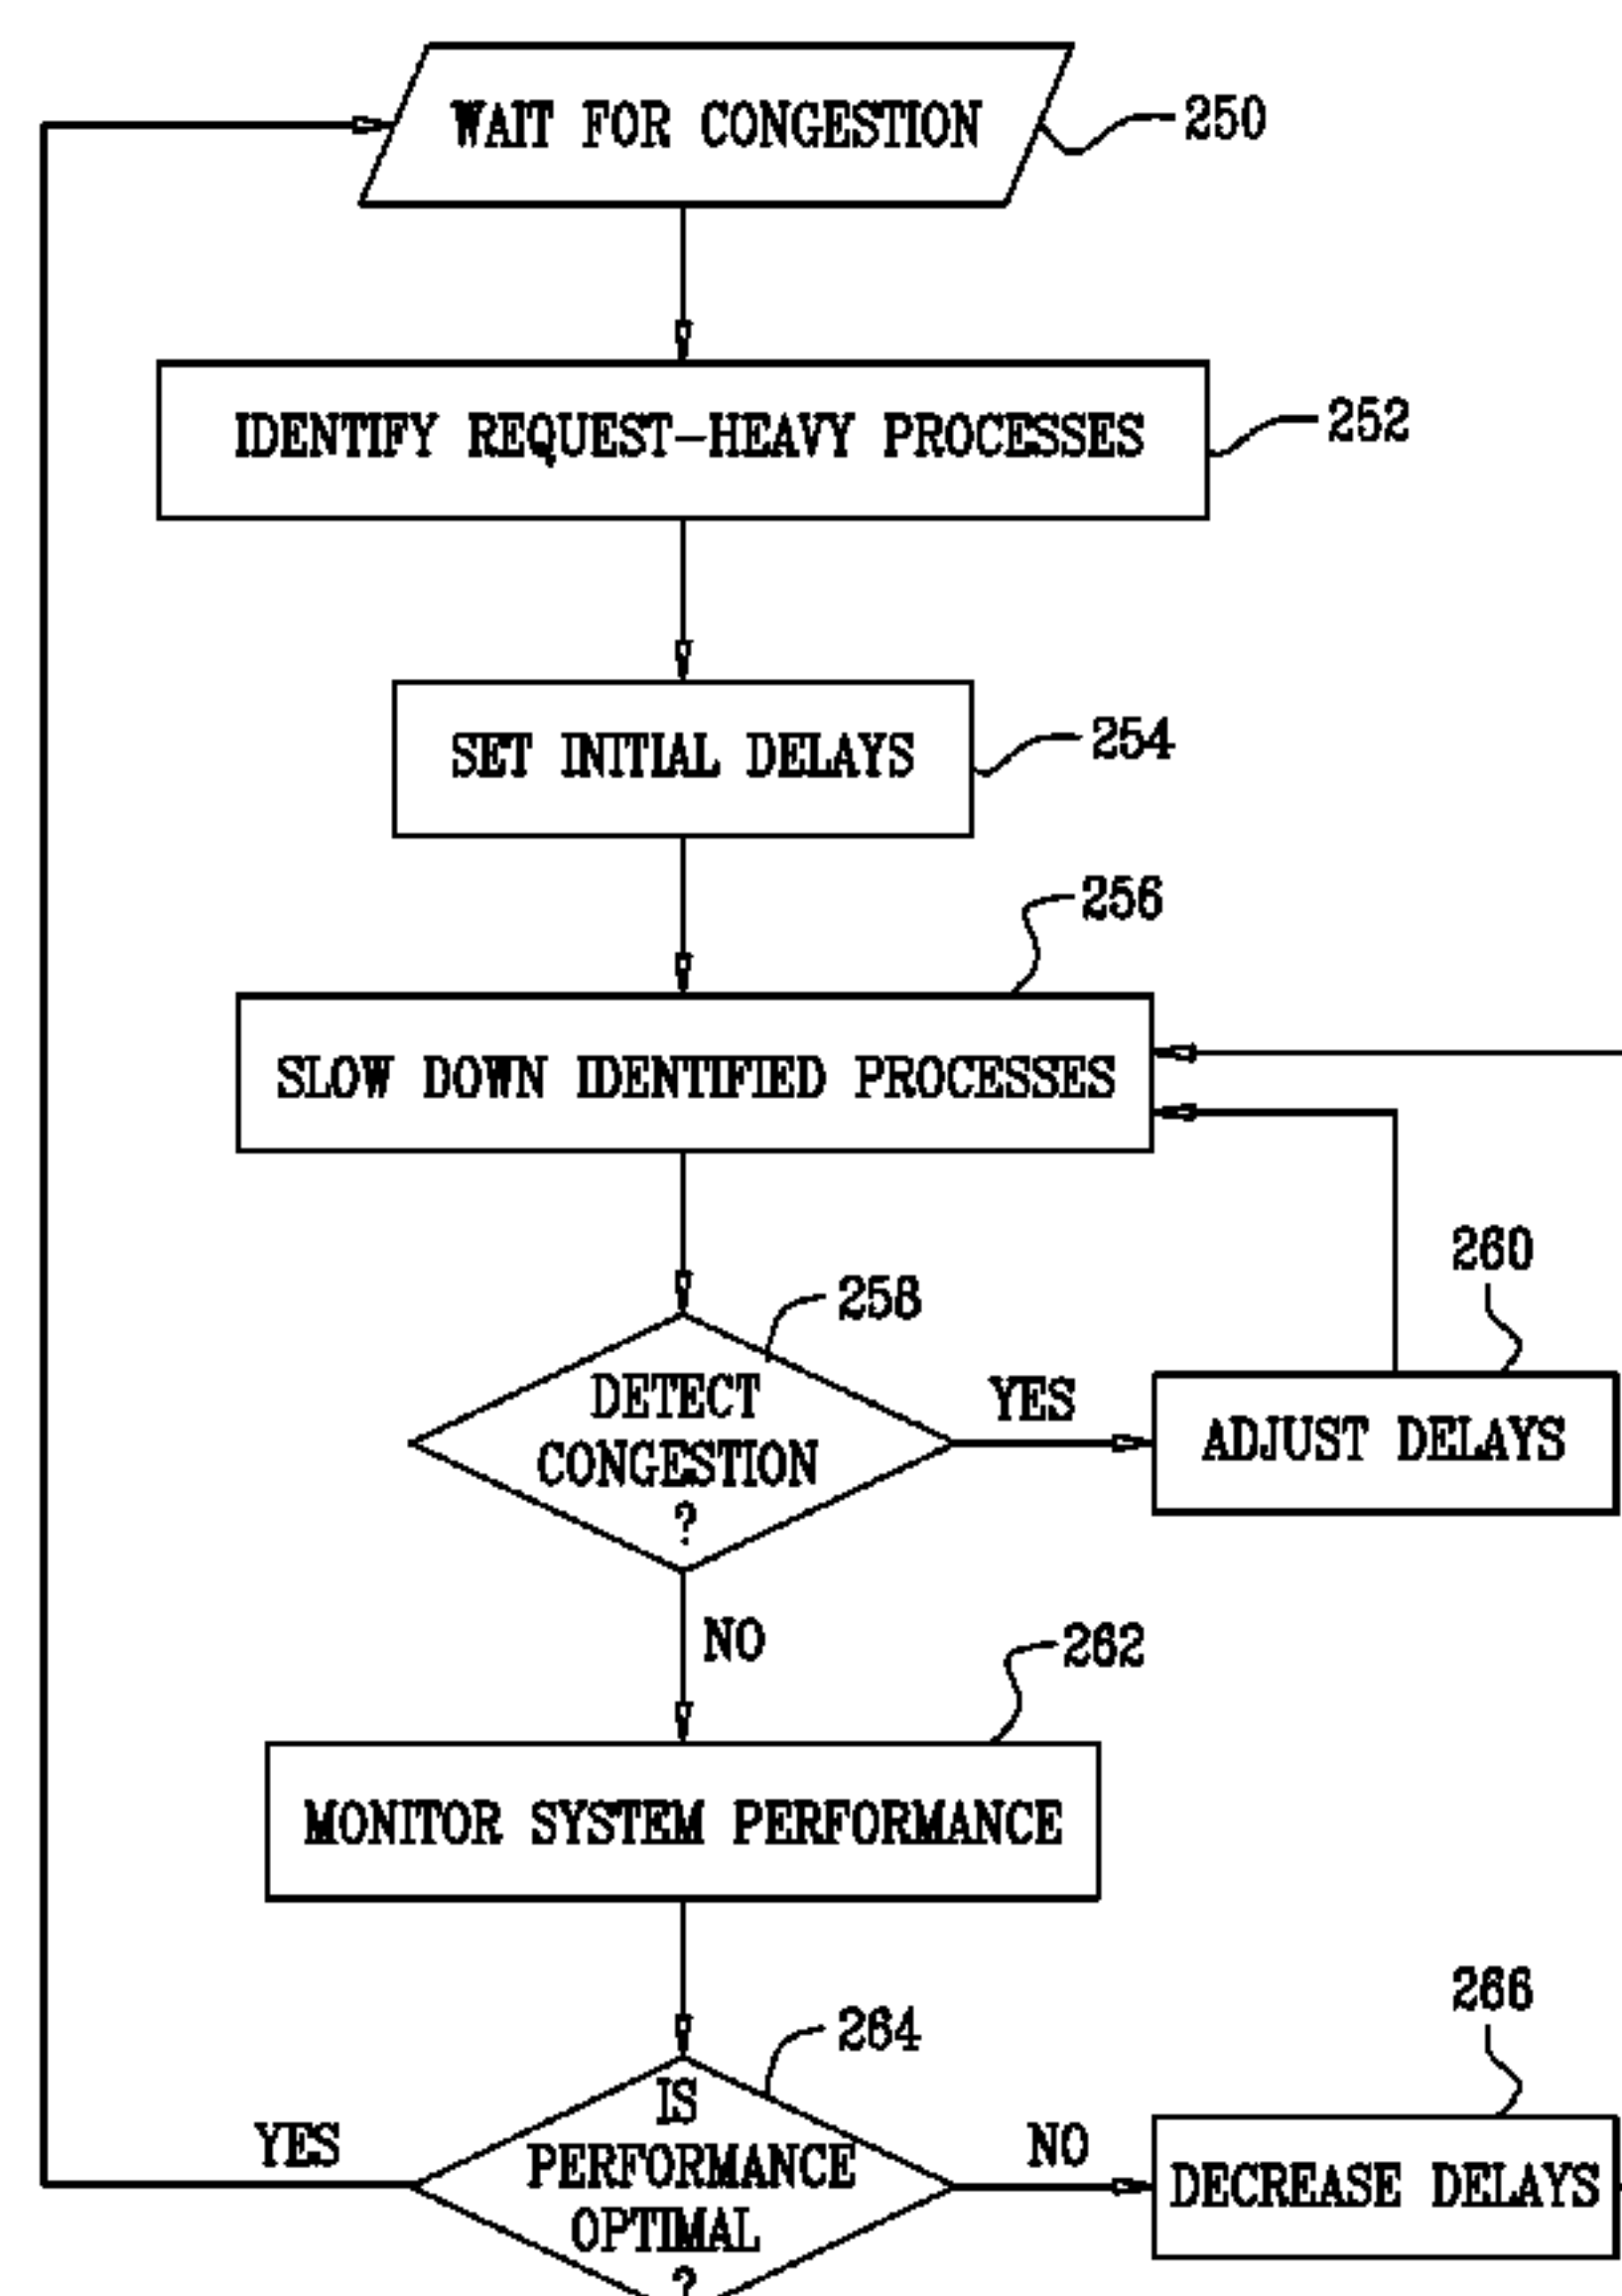 WAIT FOR CONGESTION
250
IDENTIFY REQUEST-HEAVY PROCESSES
252
SET INITIAL DELAYS
254
256
SLOW DOWN IDENTIFIED PROCESSES
258
260
DETECT
CONGESTION
?
YES
ADJUST DELAYS
NO
262
MONITOR SYSTEM PERFORMANCE
264
266
YES
IS
PERFORMANCE
OPTIMAL
?
NO
DECREASE DELAYS